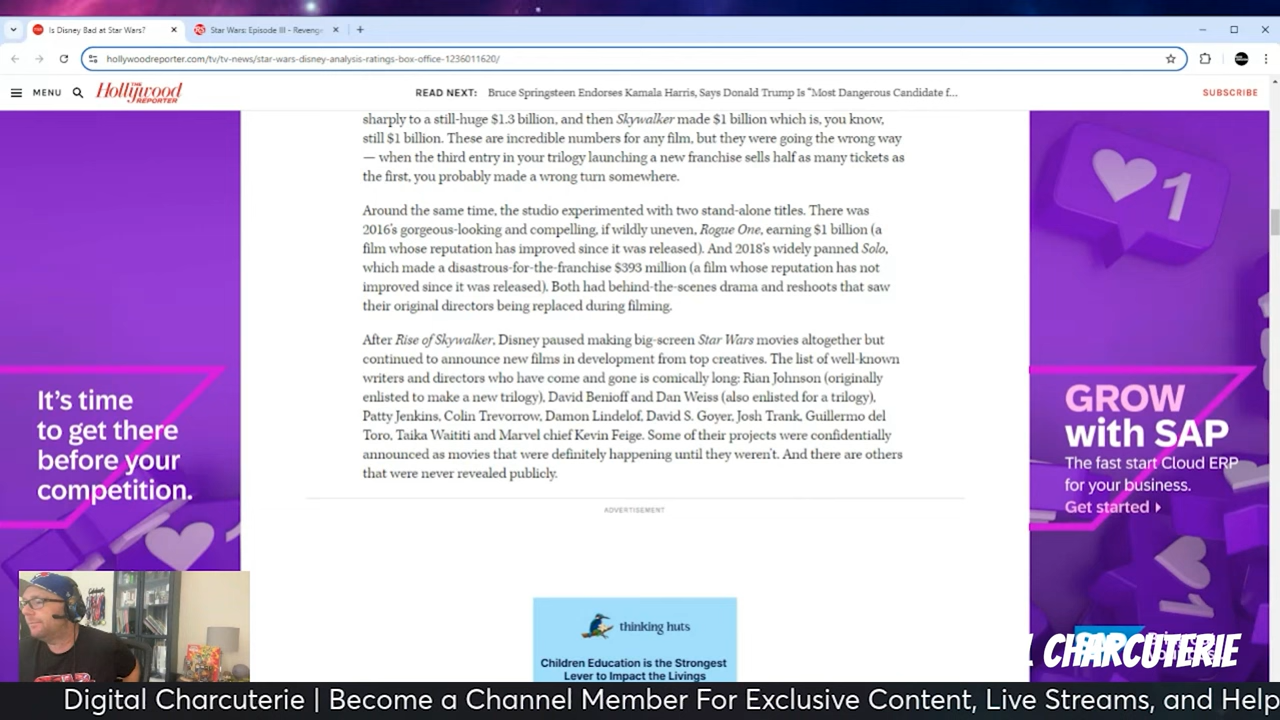 Is Disney Bad at Star Wars?
Star Wars: Episode III - Reveng
hollywoodreporter.com/tv/tv-news/star-wars-disney-analysis-ratings-box-office-1236011620/
MENU
THE Hollywood REPORTER
READ NEXT: Bruce Springsteen Endorses Kamala Harris, Says Donald Trump Is "Most Dangerous Candidate f...
SUBSCRIBE
sharply to a still-huge $1.3 billion, and then Skywalker made $1 billion which is, you know,
still $1 billion. These are incredible numbers for any film, but they were going the wrong way
— when the third entry in your trilogy launching a new franchise sells half as many tickets as
the first, you probably made a wrong turn somewhere.
Around the same time, the studio experimented with two stand-alone titles. There was
2016's gorgeous-looking and compelling, if wildly uneven, Rogue One, earning $1 billion (a
film whose reputation has improved since it was released). And 2018's widely panned Solo,
which made a disastrous-for-the-franchise $393 million (a film whose reputation has not
improved since it was released). Both had behind-the-scenes drama and reshoots that saw
their original directors being replaced during filming.
After Rise of Skywalker, Disney paused making big-screen Star Wars movies altogether but
continued to announce new films in development from top creatives. The list of well-known
writers and directors who have come and gone is comically long: Rian Johnson (originally
enlisted to make a new trilogy), David Benioff and Dan Weiss (also enlisted for a trilogy),
Patty Jenkins, Colin Trevorrow, Damon Lindelof, David S. Goyer, Josh Trank, Guillermo del
Toro, Taika Waititi and Marvel chief Kevin Feige. Some of their projects were confidentially
announced as movies that were definitely happening until they weren't. And there are others
that were never revealed publicly.
ADVERTISEMENT
thinking huts
Children Education is the Strongest
Lever to Impact the Livings
It's time
to get there
before your
competition.
1
GROW
with SAP
The fast start Cloud ERP
for your business.
Get started
L CHARCUTERIE
Digital Charcuterie | Become a Channel Member For Exclusive Content, Live Streams, and Help